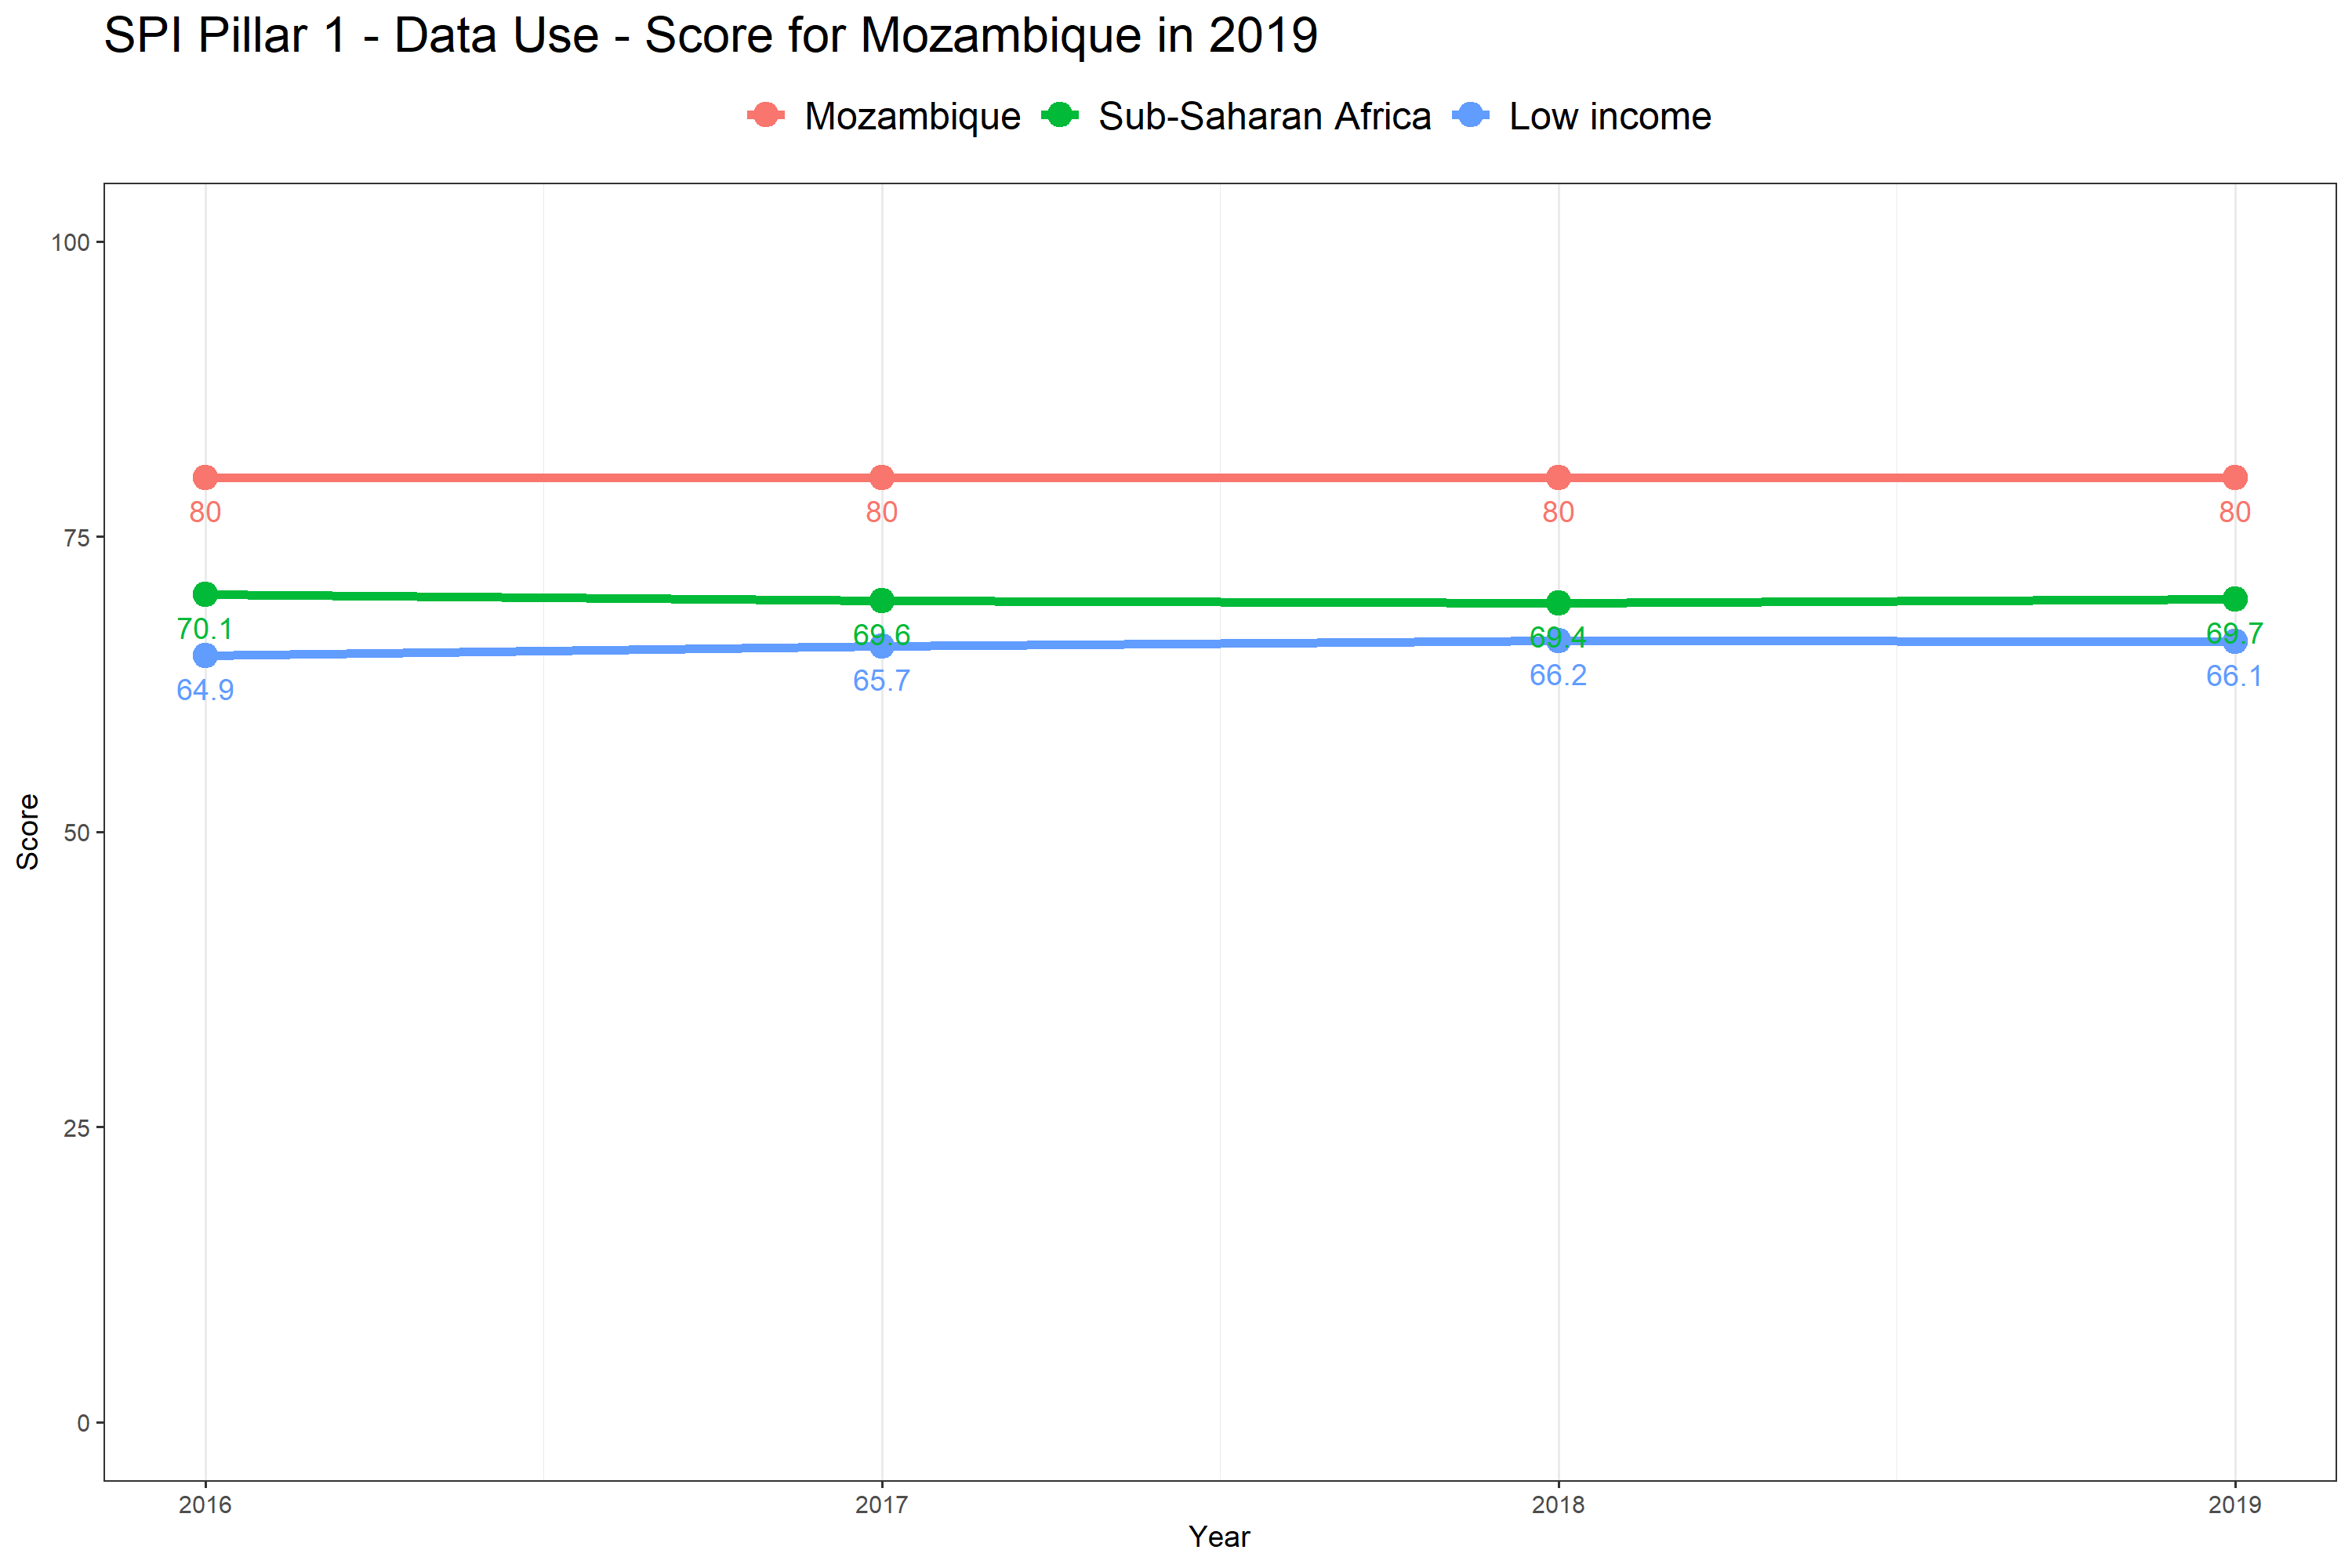 SPI Pillar 1 - Data Use - Score for Mozambique in 2019
Mozambique Sub-Saharan Africa Low income
100
75
50
25
0
Score
80 80 80 80
70.1 69.6 69.4 69.7
64.9 65.7 66.2 66.1
2016 2017 2018 2019
Year